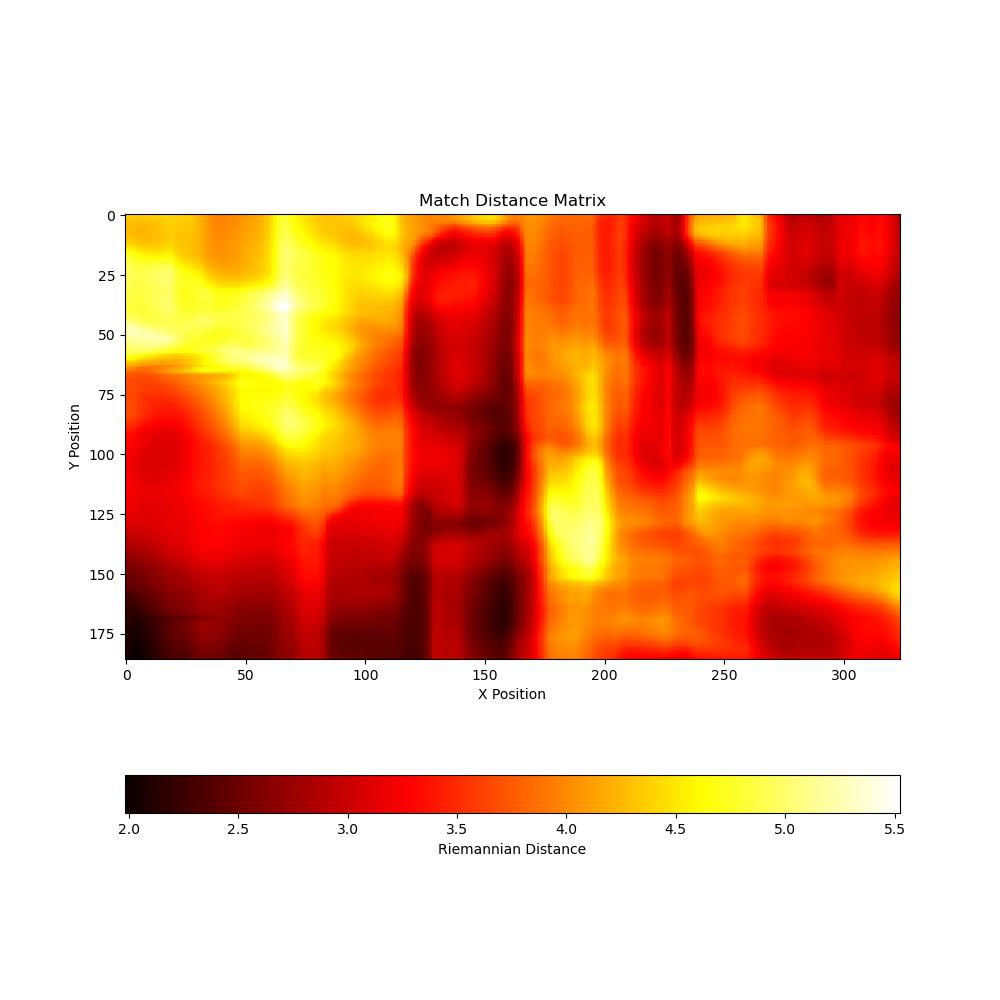 Match Distance Matrix
0
25
50
75
100
125
150
175
Y Position
0 50 100 150 200 250 300
X Position
2.0 2.5 3.0 3.5 4.0 4.5 5.0 5.5
Riemannian Distance